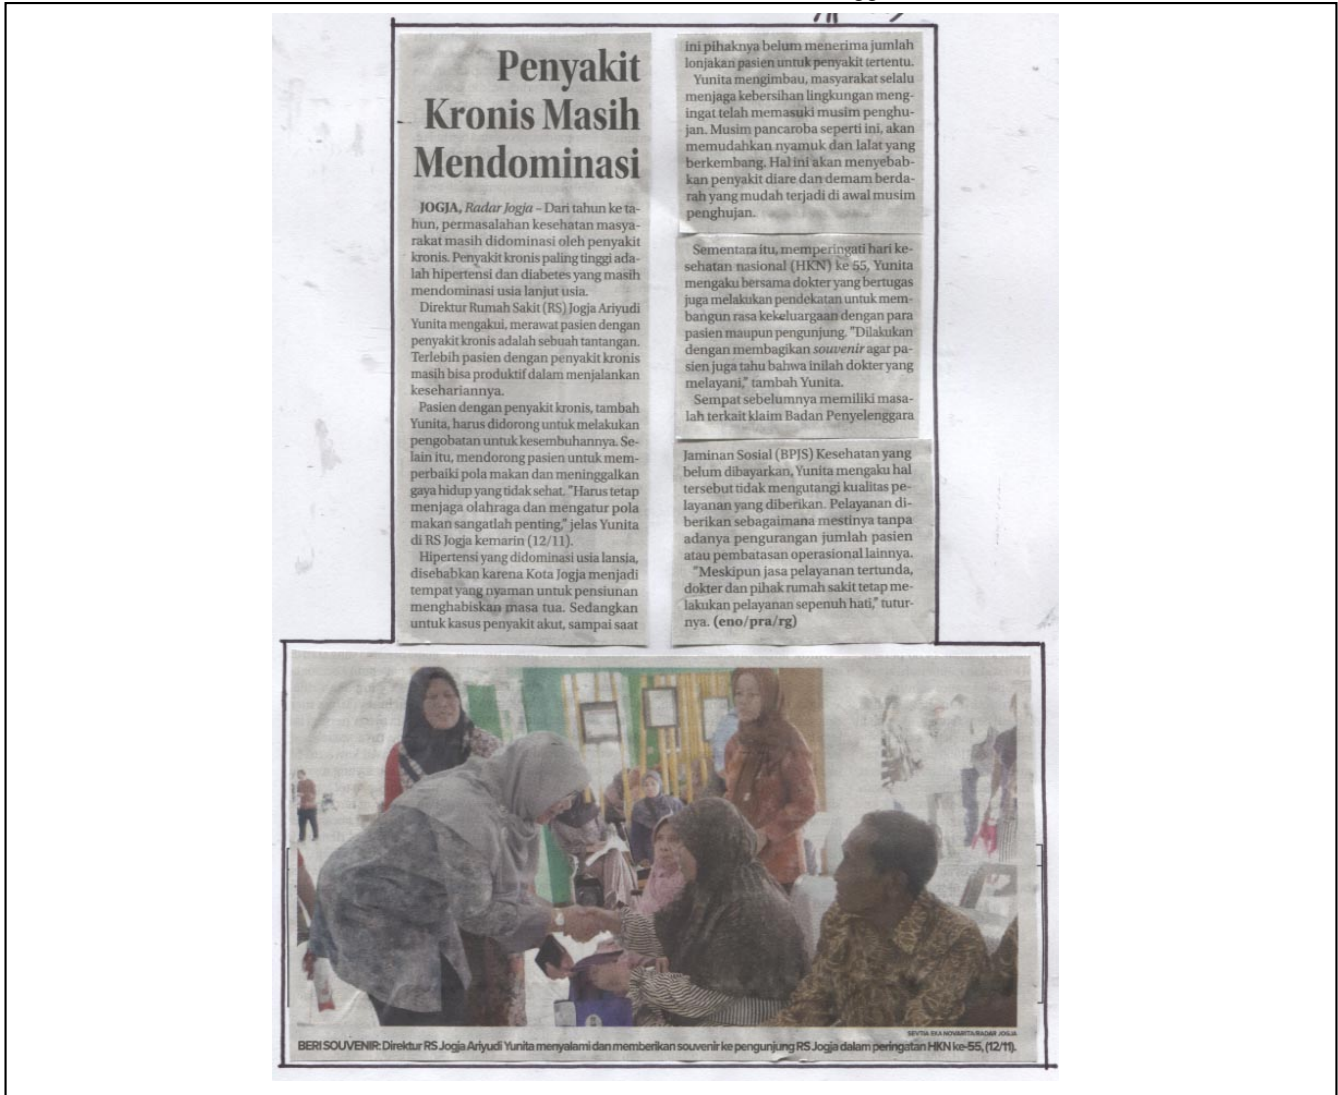 Penyakit
Kronis Masih
Mendominasi
JOGJA, Radar Jogja – Dari tahun ke ta-
hun, permasalahan kesehatan masya-
rakat masih didominasi oleh penyakit
kronis. Penyakit kronis paling tinggi ada-
lah hipertensi dan diabetes yang masih
mendominasi usia lanjut usia.
Direktur Rumah Sakit (RS) Jogja Ariyudi
Yunita mengakui, merawat pasien dengan
penyakit kronis adalah sebuah tantangan.
Terlebih pasien dengan penyakit kronis
masih bisa produktif dalam menjalankan
kesehariannya.
Pasien dengan penyakit kronis, tambah
Yunita, harus didorong untuk melakukan
pengobatan untuk kesembuhannya. Se-
lain itu, mendorong pasien untuk mem-
perbaiki pola makan dan meninggalkan
gaya hidup yang tidak sehat. "Harus tetap
menjaga olahraga dan mengatur pola
makan sangatlah penting," jelas Yunita
di RS Jogja kemarin (12/11).
Hipertensi yang didominasi usia lansia,
disebabkan karena Kota Jogja menjadi
tempat yang nyaman untuk pensiunan
menghabiskan masa tua. Sedangkan
untuk kasus penyakit akut, sampai saat
ini pihaknya belum menerima jumlah
lonjakan pasien untuk penyakit tertentu.
Yunita mengimbau, masyarakat selalu
menjaga kebersihan lingkungan meng-
ingat telah memasuki musim penghu-
jan. Musim pancaroba seperti ini, akan
memudahkan nyamuk dan lalat yang
berkembang. Hal ini akan menyebab-
kan penyakit diare dan demam berda-
rah yang mudah terjadi di awal musim
penghujan.
Sementara itu, memperingati hari ke-
sehatan nasional (HKN) ke 55, Yunita
mengaku bersama dokter yang bertugas
juga melakukan pendekatan untuk mem-
bangun rasa kekeluargaan dengan para
pasien maupun pengunjung. "Dilakukan
dengan membagikan souvenir agar pa-
sien juga tahu bahwa inilah dokter yang
melayani," tambah Yunita.
Sempat sebelumnya memiliki masa-
lah terkait klaim Badan Penyelenggara
Jaminan Sosial (BPJS) Kesehatan yang
belum dibayarkan, Yunita mengaku hal
tersebut tidak mengutangi kualitas pe-
layanan yang diberikan. Pelayanan di-
berikan sebagaimana mestinya tanpa
adanya pengurangan jumlah pasien
atau pembatasan operasional lainnya.
"Meskipun jasa pelayanan tertunda,
dokter dan pihak rumah sakit tetap me-
lakukan pelayanan sepenuh hati," tutur-
nya. (eno/pra/rg)
SEVTIA EKA NOVARITA/RADAR JOGJA
BERI SOUVENIR: Direktur RS Jogja Ariyudi Yunita menyalami dan memberikan souvenir ke pengunjung RS Jogja dalam peringatan HKN ke-55, (12/11).